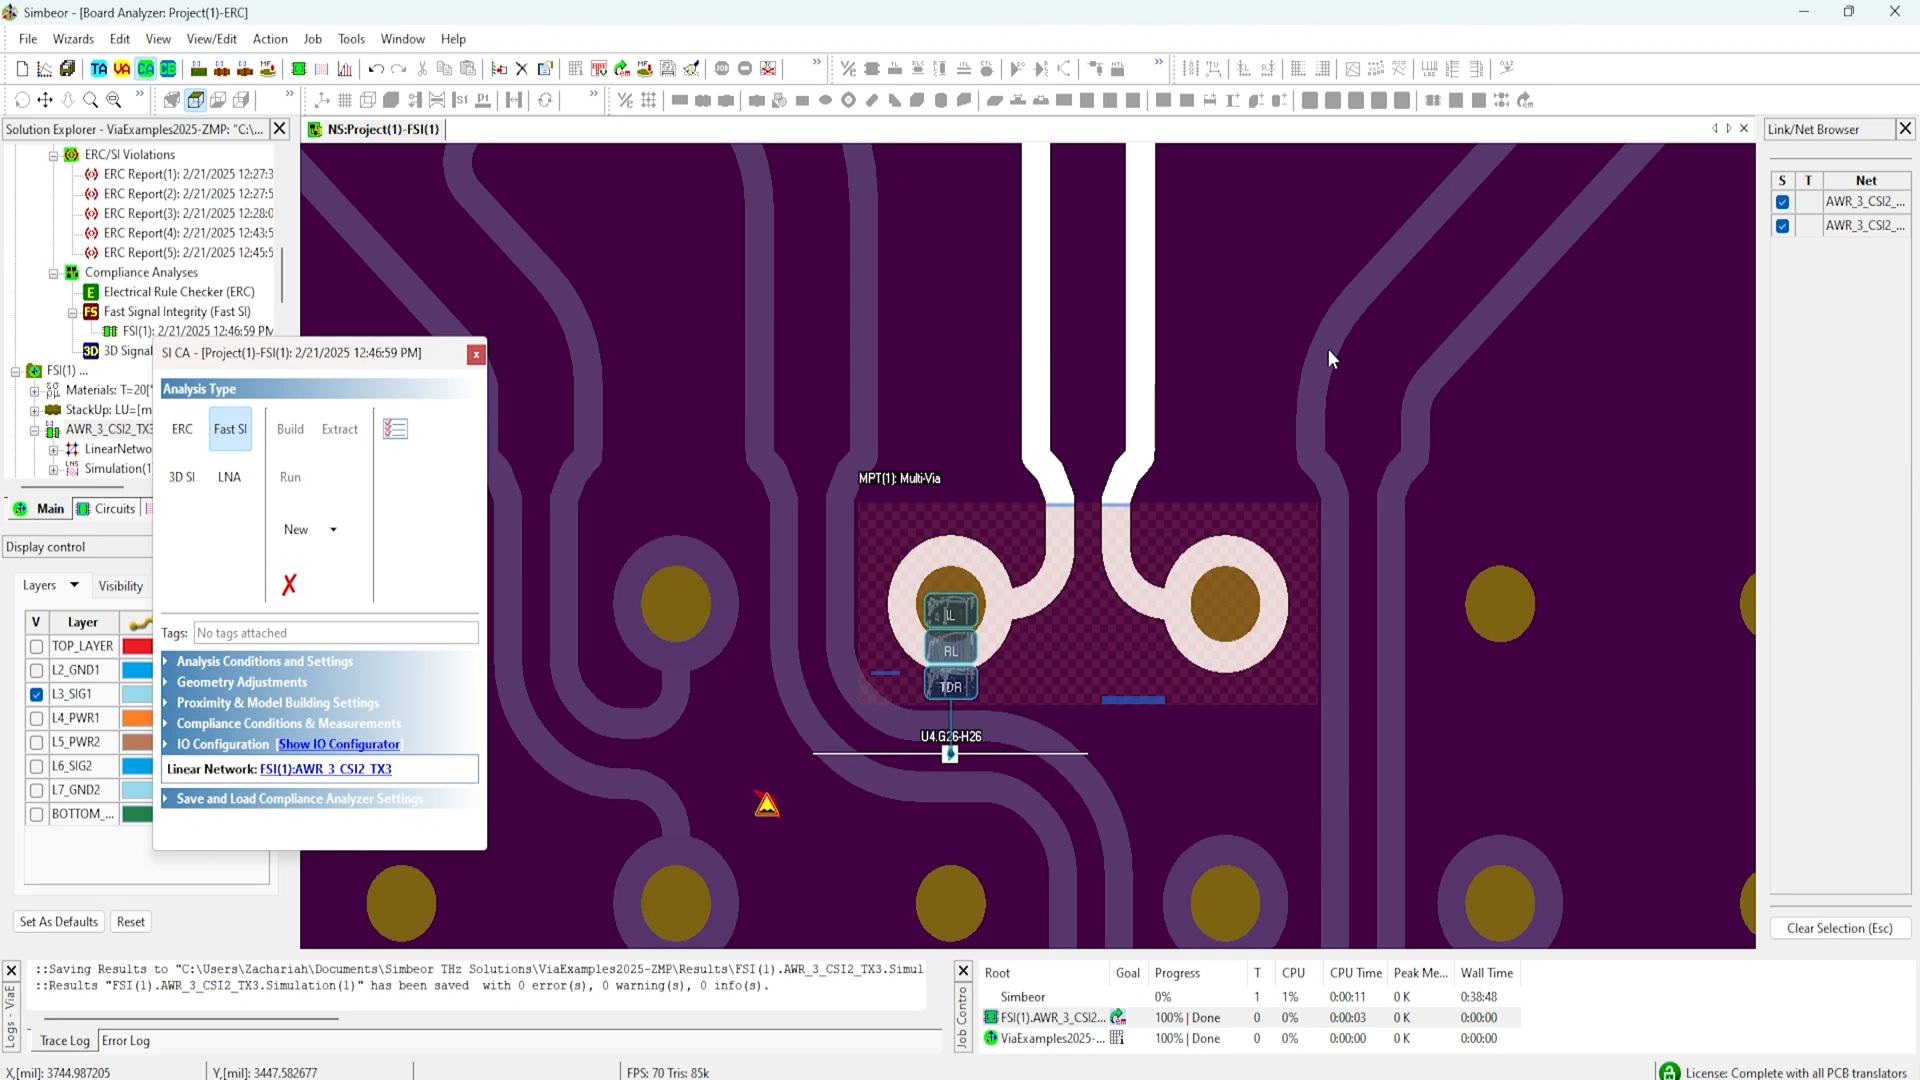 Simbeor - [Board Analyzer: Project(1)-ERC]
File Wizards Edit View View/Edit Action Job Tools Window Help
Solution Explorer - ViaExamples2025-ZMP: "C:\...
ERC/SI Violations
ERC Report(1): 2/21/2025 12:27:3
ERC Report(2): 2/21/2025 12:27:5
ERC Report(3): 2/21/2025 12:28:0
ERC Report(4): 2/21/2025 12:43:5
ERC Report(5): 2/21/2025 12:45:5
Compliance Analyses
Electrical Rule Checker (ERC)
Fast Signal Integrity (Fast SI)
FSI(1): 2/21/2025 12:46:59 PM
3D Signal
FSI(1) ...
Materials: T=20[°
StackUp: LU=[m
AWR_3_CSI2_TX3
LinearNetwo
Simulation(1
Main Circuits
Display control
Layers Visibility
V Layer
TOP_LAYER
L2_GND1
L3_SIG1
L4_PWR1
L5_PWR2
L6_SIG2
L7_GND2
BOTTOM_...
Set As Defaults Reset
SI CA - [Project(1)-FSI(1): 2/21/2025 12:46:59 PM]
Analysis Type
ERC Fast SI Build Extract
3D SI LNA Run
New
Tags: No tags attached
Analysis Conditions and Settings
Geometry Adjustments
Proximity & Model Building Settings
Compliance Conditions & Measurements
IO Configuration [Show IO Configurator]
Linear Network: FSI(1):AWR_3_CSI2_TX3
Save and Load Compliance Analyzer Settings
NS:Project(1)-FSI(1)
MPT(1): Multi-Via
IL
RL
TDR
U4.G26-H26
Link/Net Browser
S T Net
AWR_3_CSI2_...
AWR_3_CSI2_...
Clear Selection (Esc)
Logs - ViaE
::Saving Results to "C:\Users\Zachariah\Documents\Simbeor THz Solutions\ViaExamples2025-ZMP\Results\FSI(1).AWR_3_CSI2_TX3.Simul
::Results "FSI(1).AWR_3_CSI2_TX3.Simulation(1)" has been saved with 0 error(s), 0 warning(s), 0 info(s).
Trace Log Error Log
Job Contro
Root Goal Progress T CPU CPU Time Peak Me... Wall Time
Simbeor 0% 1 1% 0:00:11 0 K 0:38:48
FSI(1).AWR_3_CSI2... 100% | Done 0 0% 0:00:03 0 K 0:00:00
ViaExamples2025-... 100% | Done 0 0% 0:00:00 0 K 0:00:00
X,[mil]: 3744.987205 Y,[mil]: 3447.582677 FPS: 70 Tris: 85k License: Complete with all PCB translators